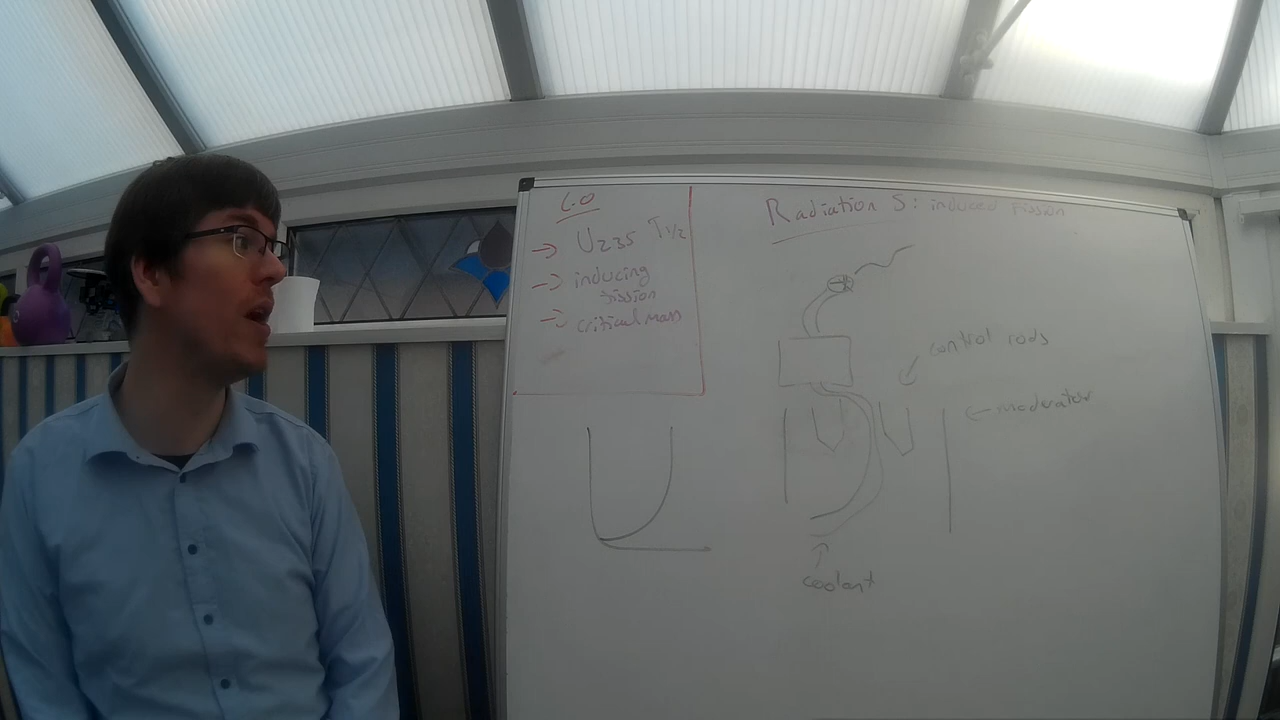 L.O
→ U235 T1/2
→ inducing
fission
→ critical mass
Radiation 5: induced fission
control rods
← moderator
coolant